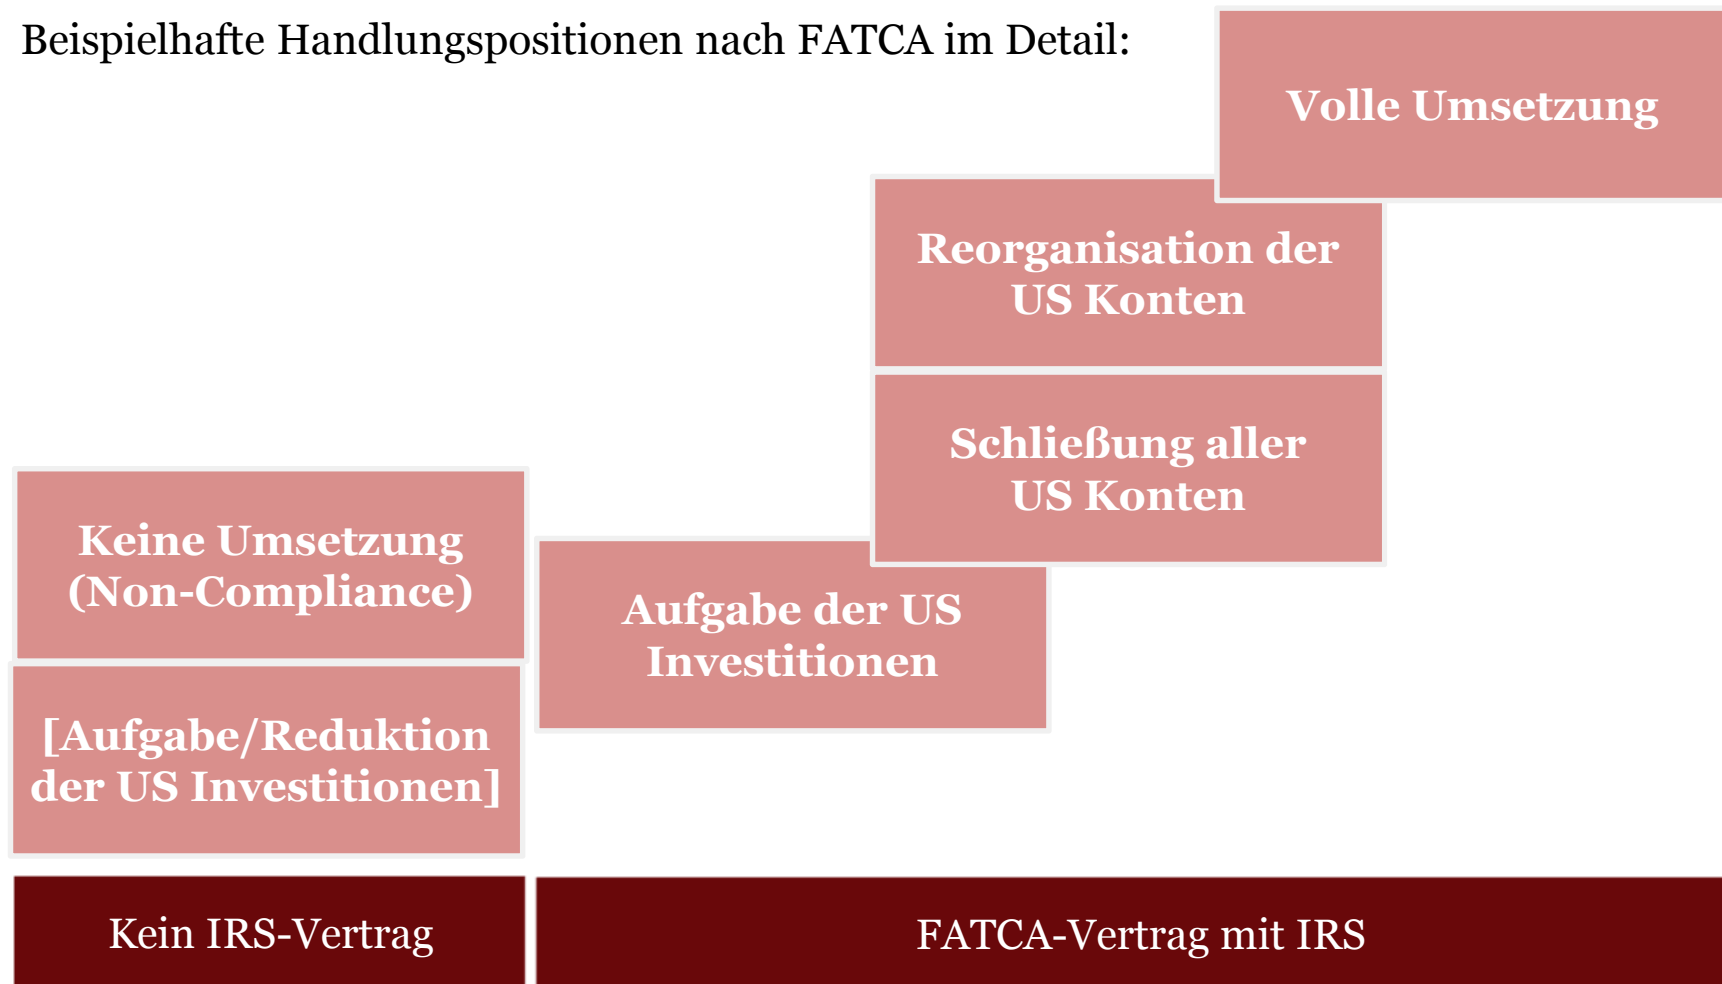 Beispielhafte Handlungspositionen nach FATCA im Detail:
Volle Umsetzung
Reorganisation der
US Konten
Schließung aller
US Konten
Keine Umsetzung
(Non-Compliance)
Aufgabe der US
Investitionen
[Aufgabe/Reduktion
der US Investitionen]
Kein IRS-Vertrag
FATCA-Vertrag mit IRS